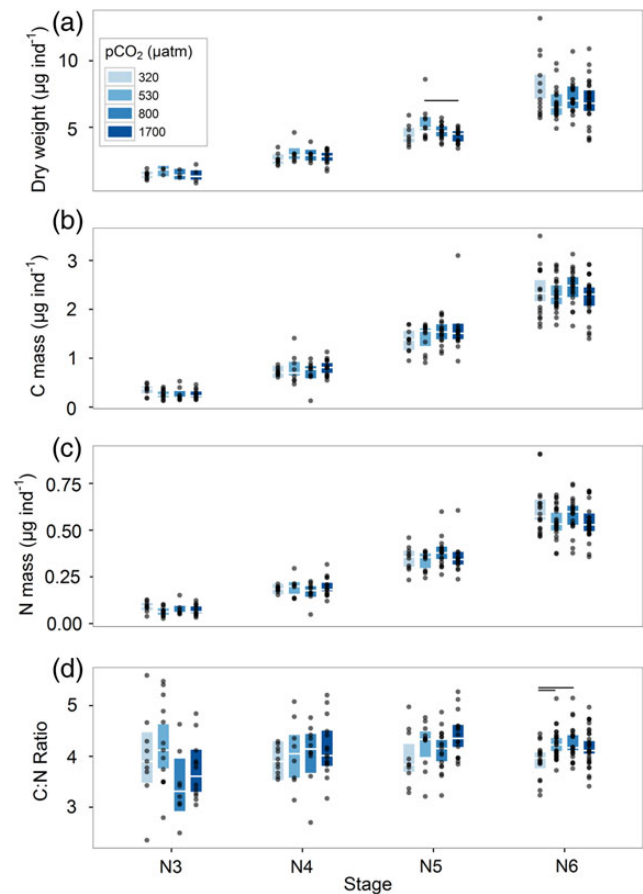 (a)
Dry weight (µg ind⁻¹)
10
5
pCO₂ (µatm)
320
530
800
1700
(b)
C mass (µg ind⁻¹)
3
2
1
0
(c)
N mass (µg ind⁻¹)
0.75
0.50
0.25
0.00
(d)
C:N Ratio
5
4
3
N3 N4 N5 N6
Stage